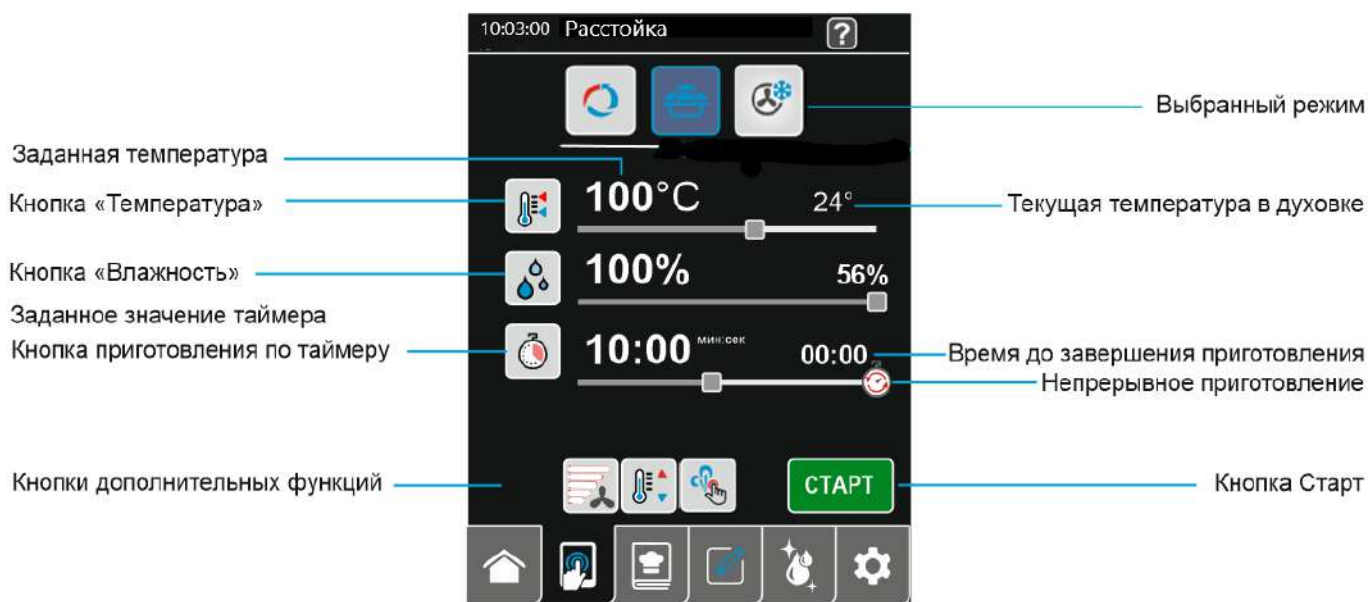 10:03:00 Расстойка ?
Выбранный режим
Заданная температура
Кнопка «Температура»
100°C 24°
Текущая температура в духовке
Кнопка «Влажность»
100% 56%
Заданное значение таймера
Кнопка приготовления по таймеру
10:00 мин:сек 00:00
Время до завершения приготовления
Непрерывное приготовление
Кнопки дополнительных функций
СТАРТ
Кнопка Старт